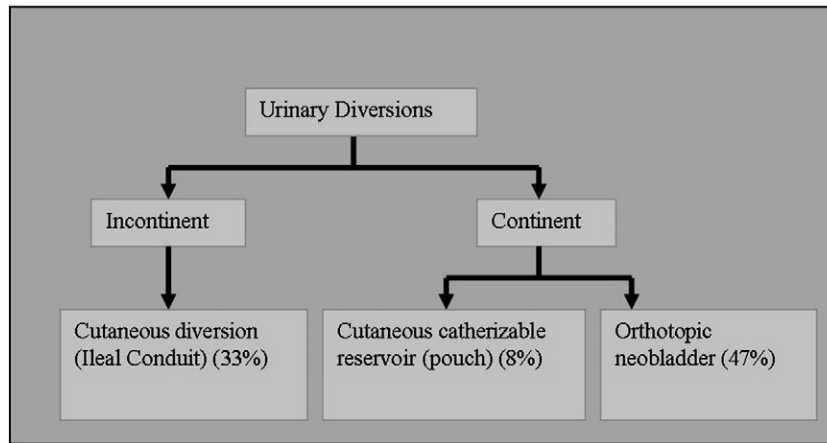 Urinary Diversions
Incontinent
Continent
Cutaneous diversion
(Ileal Conduit) (33%)
Cutaneous catherizable
reservoir (pouch) (8%)
Orthotopic
neobladder (47%)